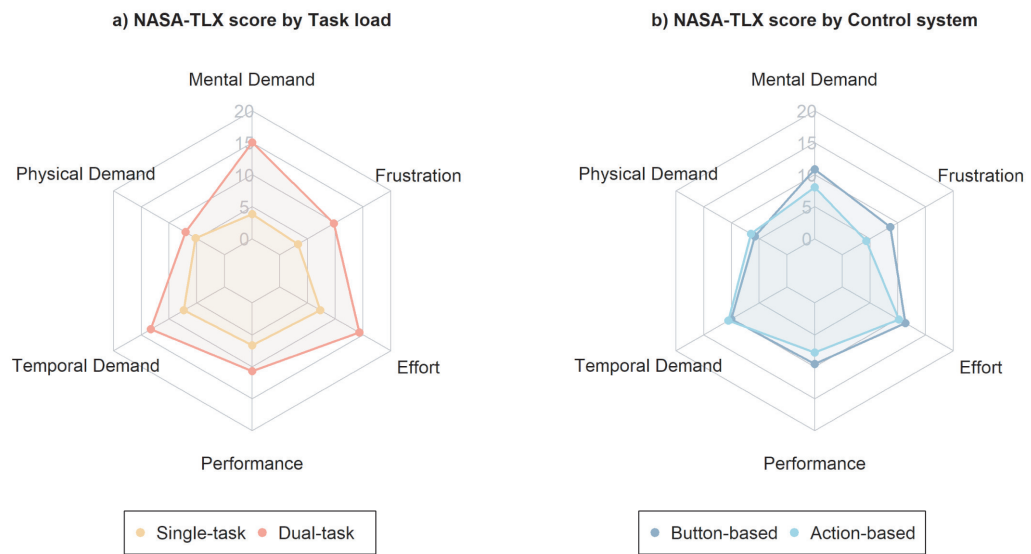 a) NASA-TLX score by Task load
Mental Demand
20
15
10
5
0
Physical Demand
Frustration
Temporal Demand
Effort
Performance
Single-task Dual-task
b) NASA-TLX score by Control system
Mental Demand
20
15
10
5
0
Physical Demand
Frustration
Temporal Demand
Effort
Performance
Button-based Action-based